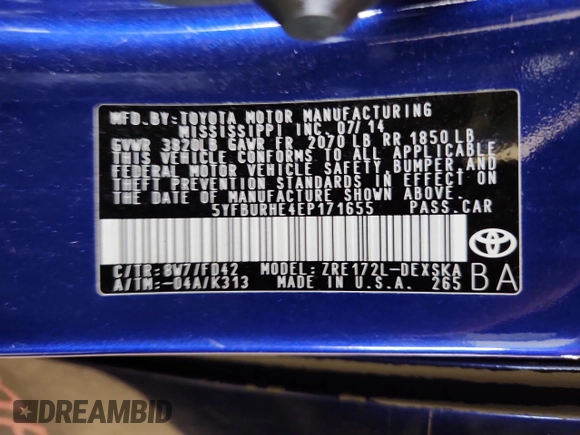 MFD.BY:TOYOTA MOTOR MANUFACTURING
MISSISSIPPI INC. 07/14
GVWR 3820LB GAWR FR 2070 LB RR 1850 LB
THIS VEHICLE CONFORMS TO ALL APPLICABLE
FEDERAL MOTOR VEHICLE SAFETY, BUMPER, AND
THEFT PREVENTION STANDARDS IN EFFECT ON
THE DATE OF MANUFACTURE SHOWN ABOVE.
5YFBURHE4EP171655 PASS.CAR
C/TR: 8W7/FD42 MODEL: ZRE172L-DEXSKA
A/TM:-04A/K313 MADE IN U.S.A. 265
BA
DREAMBID